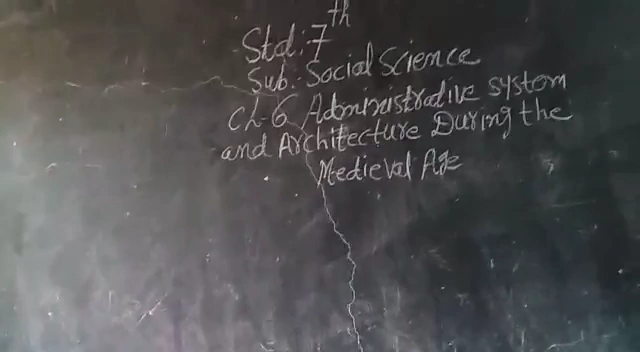 Std:-7th
Sub:-Social Science
Ch-6 Administrative system
and Architecture During the
Medieval Age